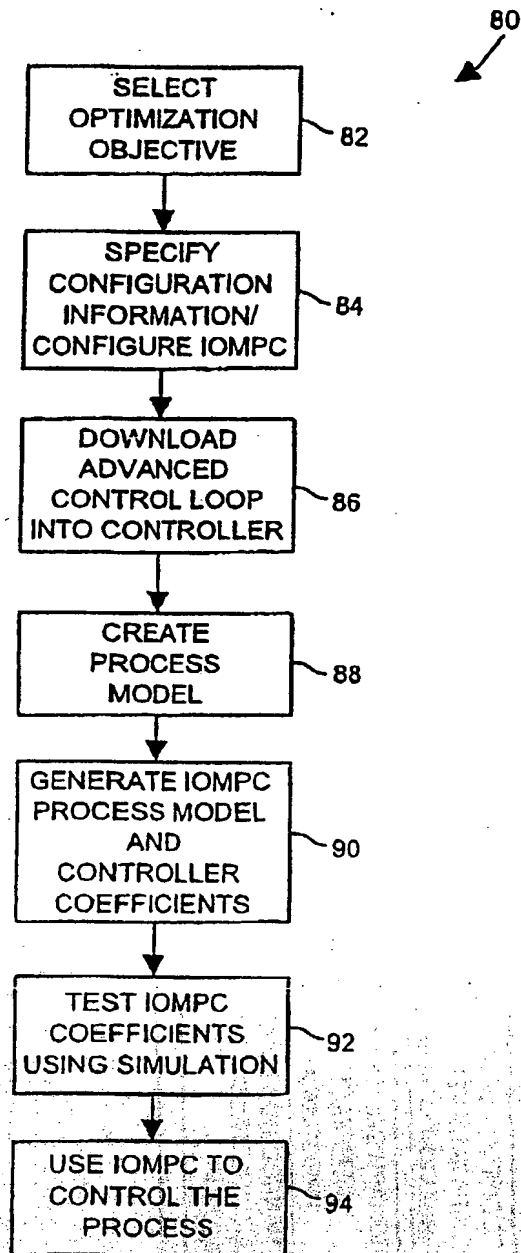 80
SELECT
OPTIMIZATION
OBJECTIVE
82
SPECIFY
CONFIGURATION
INFORMATION/
CONFIGURE IOMPC
84
DOWNLOAD
ADVANCED
CONTROL LOOP
INTO CONTROLLER
86
CREATE
PROCESS
MODEL
88
GENERATE IOMPC
PROCESS MODEL
AND
CONTROLLER
COEFFICIENTS
90
TEST IOMPC
COEFFICIENTS
USING SIMULATION
92
USE IOMPC TO
CONTROL THE
PROCESS
94